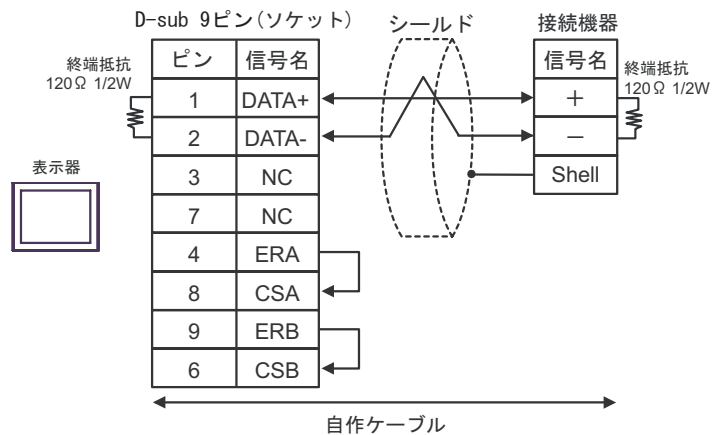 D-sub 9ピン(ソケット)
シールド
接続機器
終端抵抗
120Ω 1/2W
ピン
信号名
1
DATA+
2
DATA-
3
NC
7
NC
4
ERA
8
CSA
9
ERB
6
CSB
信号名
+
-
Shell
終端抵抗
120Ω 1/2W
表示器
自作ケーブル